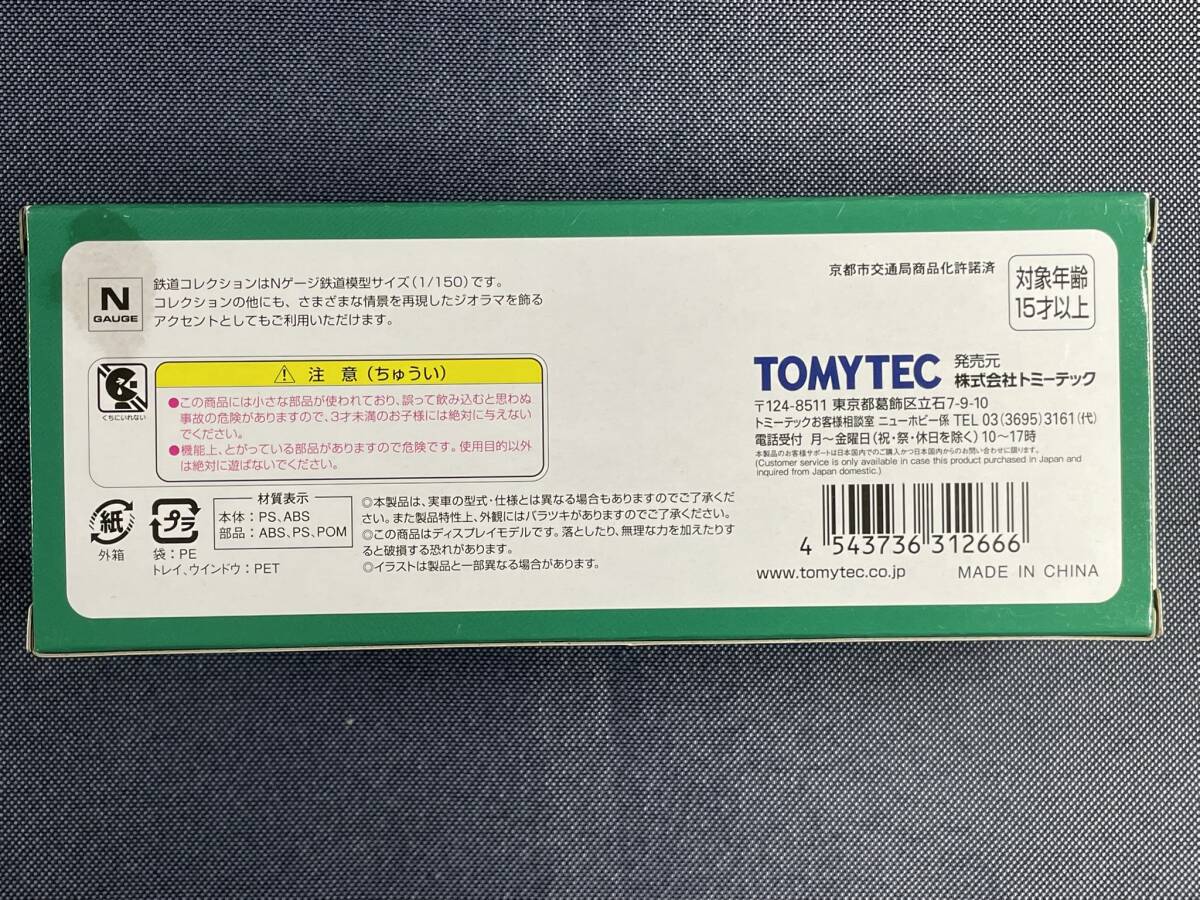 N
GAUGE
鉄道コレクションはNゲージ鉄道模型サイズ(1/150)です。
コレクションの他にも、さまざまな情景を再現したジオラマを飾る
アクセントとしてもご利用いただけます。
京都市交通局商品化許諾済
対象年齢
15才以上
くちにいれない
⚠ 注 意(ちゅうい)
●この商品には小さな部品が使われており、誤って飲み込むと思わぬ
事故の危険がありますので、3才未満のお子様には絶対に与えない
でください。
●機能上、とがっている部品がありますので危険です。使用目的以外
は絶対に遊ばないでください。
TOMYTEC 発売元
株式会社トミーテック
〒124-8511 東京都葛飾区立石7-9-10
トミーテックお客様相談室 ニューホビー係 TEL 03(3695)3161(代)
電話受付 月〜金曜日(祝・祭・休日を除く)10〜17時
本製品のお客様サポートは日本国内でのご購入かつ日本国内からのお問い合わせに限ります。
(Customer service is only available in case this product purchased in Japan and
inquired from Japan domestic.)
紙
外箱
プラ
袋:PE
トレイ、ウインドウ:PET
材質表示
本体:PS、ABS
部品:ABS、PS、POM
◎本製品は、実車の型式・仕様とは異なる場合もありますのでご了承くだ
さい。また製品特性上、外観にはバラツキがありますのでご了承ください。
◎この商品はディスプレイモデルです。落としたり、無理な力を加えたりす
ると破損する恐れがあります。
◎イラストは製品と一部異なる場合があります。
4 543736 312666
www.tomytec.co.jp MADE IN CHINA